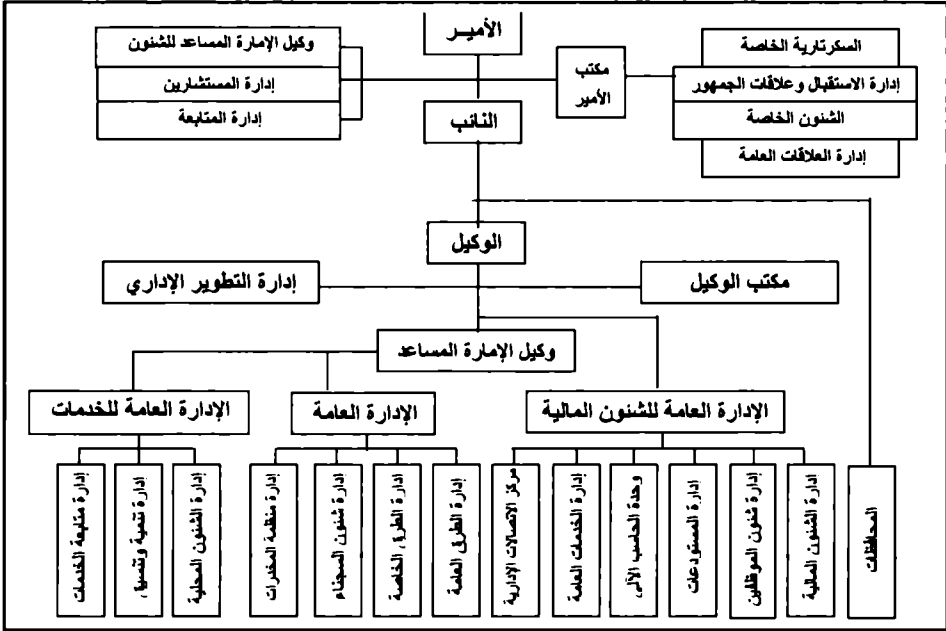 الأميـر
وكيل الإمارة المساعد للشئون
إدارة المستشارين
إدارة المتابعة
مكتب
الأمير
السكرتارية الخاصة
إدارة الاستقبال وعلاقات الجمهور
الشئون الخاصة
إدارة العلاقات العامة
النائب
الوكيل
مكتب الوكيل
إدارة التطوير الإداري
وكيل الإمارة المساعد
الإدارة العامة للشئون المالية
الإدارة العامة
الإدارة العامة للخدمات
المحافظات
إدارة الشئون المالية
إدارة شئون الموظفين
إدارة المستودعات
وحدة الحاسب الآلي
إدارة الخدمات العامة
مركز الاتصالات الإدارية
إدارة الطرق العامة
إدارة الطرق الخاصة
إدارة شئون السجناء
إدارة منظمة المخدرات
إدارة الشئون المحلية
إدارة تنمية
إدارة متابعة الخدمات